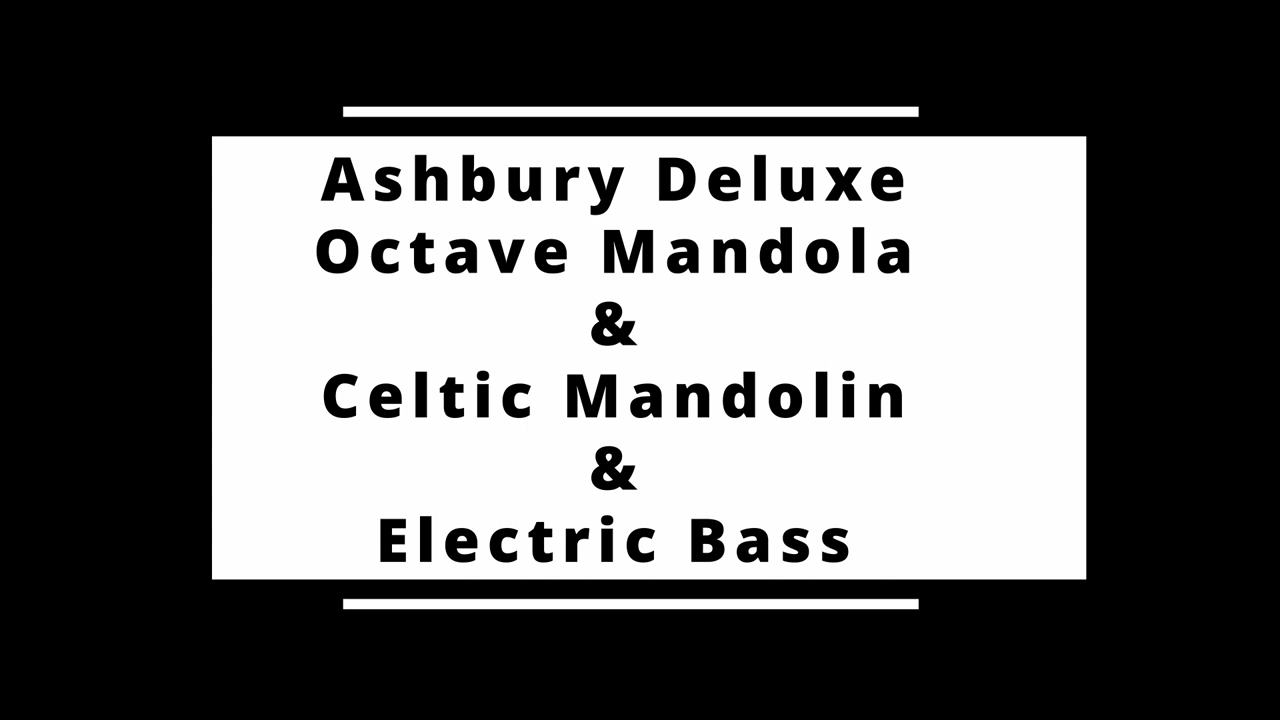 Ashbury Deluxe
Octave Mandola
&
Celtic Mandolin
&
Electric Bass